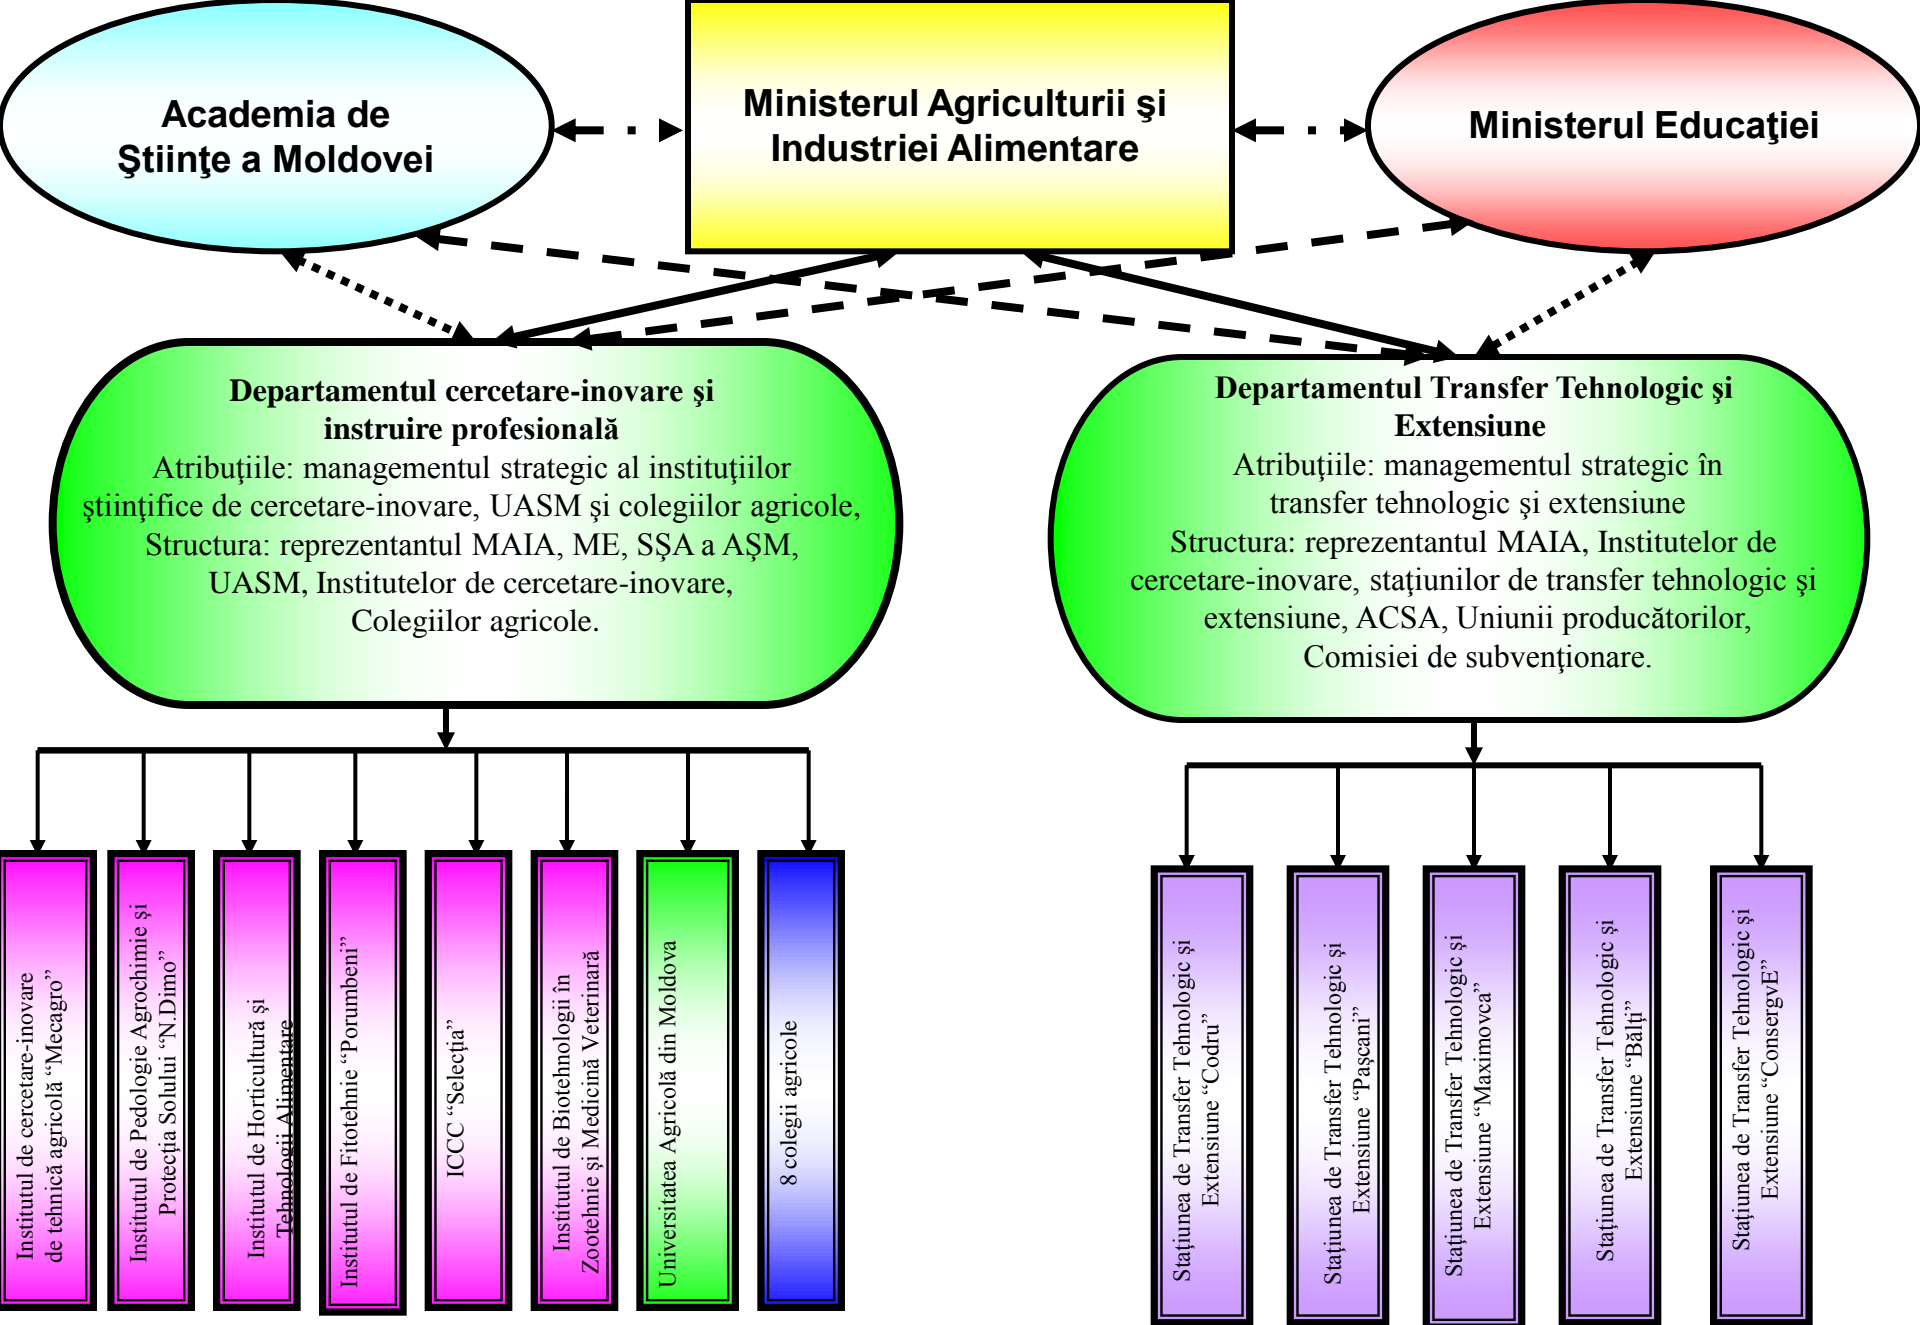 Academia de
Ştiinţe a Moldovei
Ministerul Agriculturii şi
Industriei Alimentare
Ministerul Educaţiei
Departamentul cercetare-inovare şi
instruire profesională
Atribuţiile: managementul strategic al instituţiilor
ştiinţifice de cercetare-inovare, UASM şi colegiilor agricole,
Structura: reprezentantul MAIA, ME, SŞA a AŞM,
UASM, Institutelor de cercetare-inovare,
Colegiilor agricole.
Departamentul Transfer Tehnologic şi
Extensiune
Atribuţiile: managementul strategic în
transfer tehnologic şi extensiune
Structura: reprezentantul MAIA, Institutelor de
cercetare-inovare, staţiunilor de transfer tehnologic şi
extensiune, ACSA, Uniunii producătorilor,
Comisiei de subvenţionare.
Institutul de cercetare-inovare
de tehnică agricolă “Mecagro”
Institutul de Pedologie Agrochimie şi
Protecţia Solului “N.Dimo”
Institutul de Horticultură şi
Tehnologii Alimentare
Institutul de Fitotehnie “Porumbeni”
ICCC “Selecţia”
Institutul de Biotehnologii în
Zootehnie şi Medicină Veterinară
Universitatea Agricolă din Moldova
8 colegii agricole
Staţiunea de Transfer Tehnologic şi
Extensiune “Codru”
Staţiunea de Transfer Tehnologic şi
Extensiune “Paşcani”
Staţiunea de Transfer Tehnologic şi
Extensiune “Maximovca”
Staţiunea de Transfer Tehnologic şi
Extensiune “Bălţi”
Staţiunea de Transfer Tehnologic şi
Extensiune “ConsergvE”